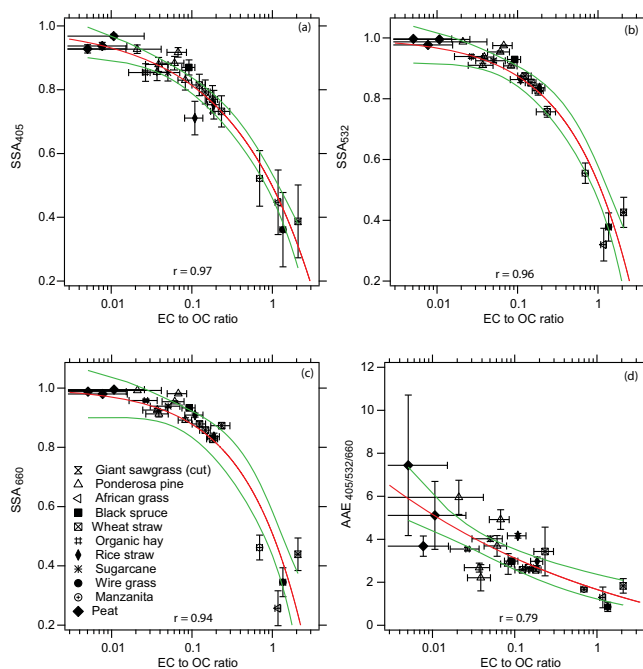 (a)
SSA405
1.0
0.8
0.6
0.4
0.2
r = 0.97
0.01
0.1
1
EC to OC ratio
(b)
SSA532
1.0
0.8
0.6
0.4
0.2
r = 0.96
0.01
0.1
1
EC to OC ratio
(c)
SSA 660
1.0
0.8
0.6
0.4
0.2
Giant sawgrass (cut)
Ponderosa pine
African grass
Black spruce
Wheat straw
Organic hay
Rice straw
Sugarcane
Wire grass
Manzanita
Peat
r = 0.94
0.01
0.1
1
EC to OC ratio
(d)
AAE 405/532/660
12
10
8
6
4
2
0
r = 0.79
0.01
0.1
1
EC to OC ratio